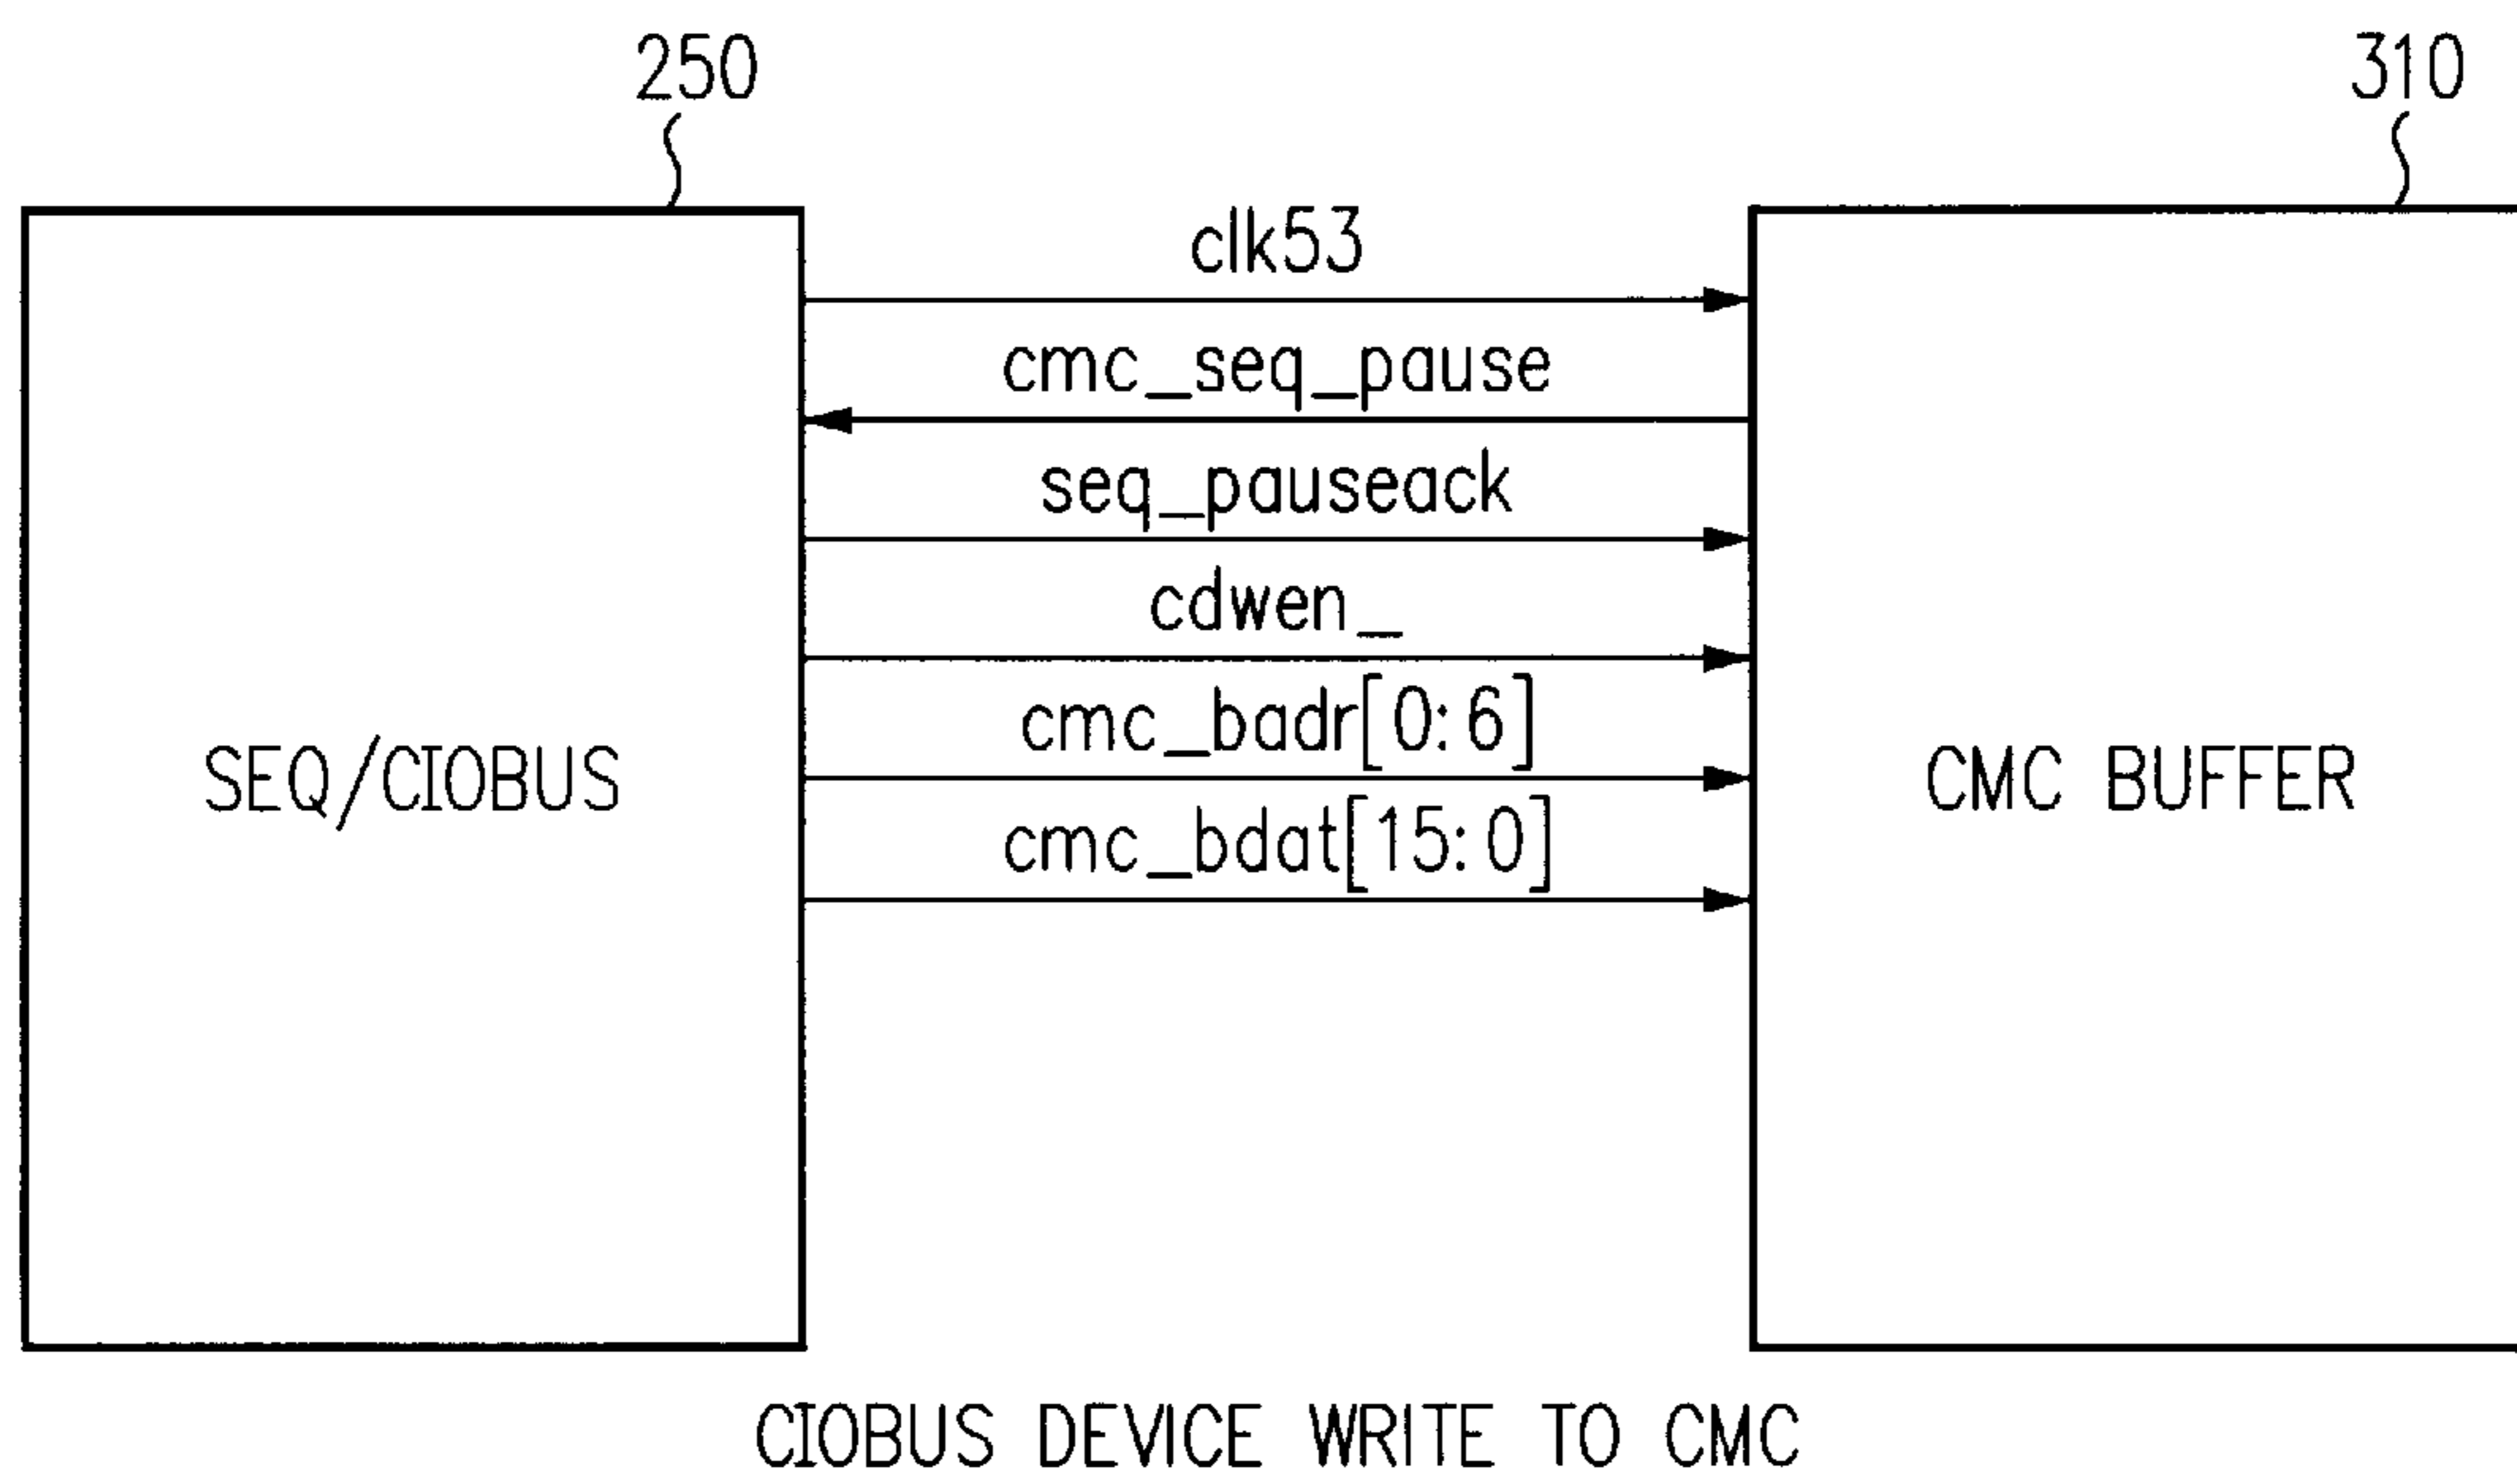 250
310
clk53
cmc_seq_pause
seq_pauseack
cdwen_
cmc_badr[0:6]
SEQ/CIOBUS
CMC BUFFER
cmc_bdat[15:0]
CIOBUS DEVICE WRITE TO CMC